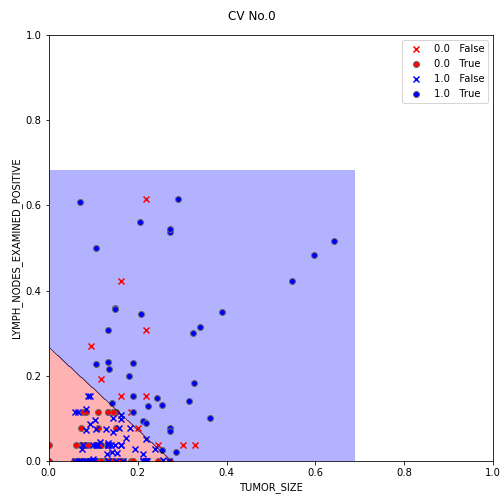 CV No.0
1.0
0.8
0.6
0.4
0.2
0.0
LYMPH_NODES_EXAMINED_POSITIVE
0.0 False
0.0 True
1.0 False
1.0 True
0.0 0.2 0.4 0.6 0.8 1.0
TUMOR_SIZE